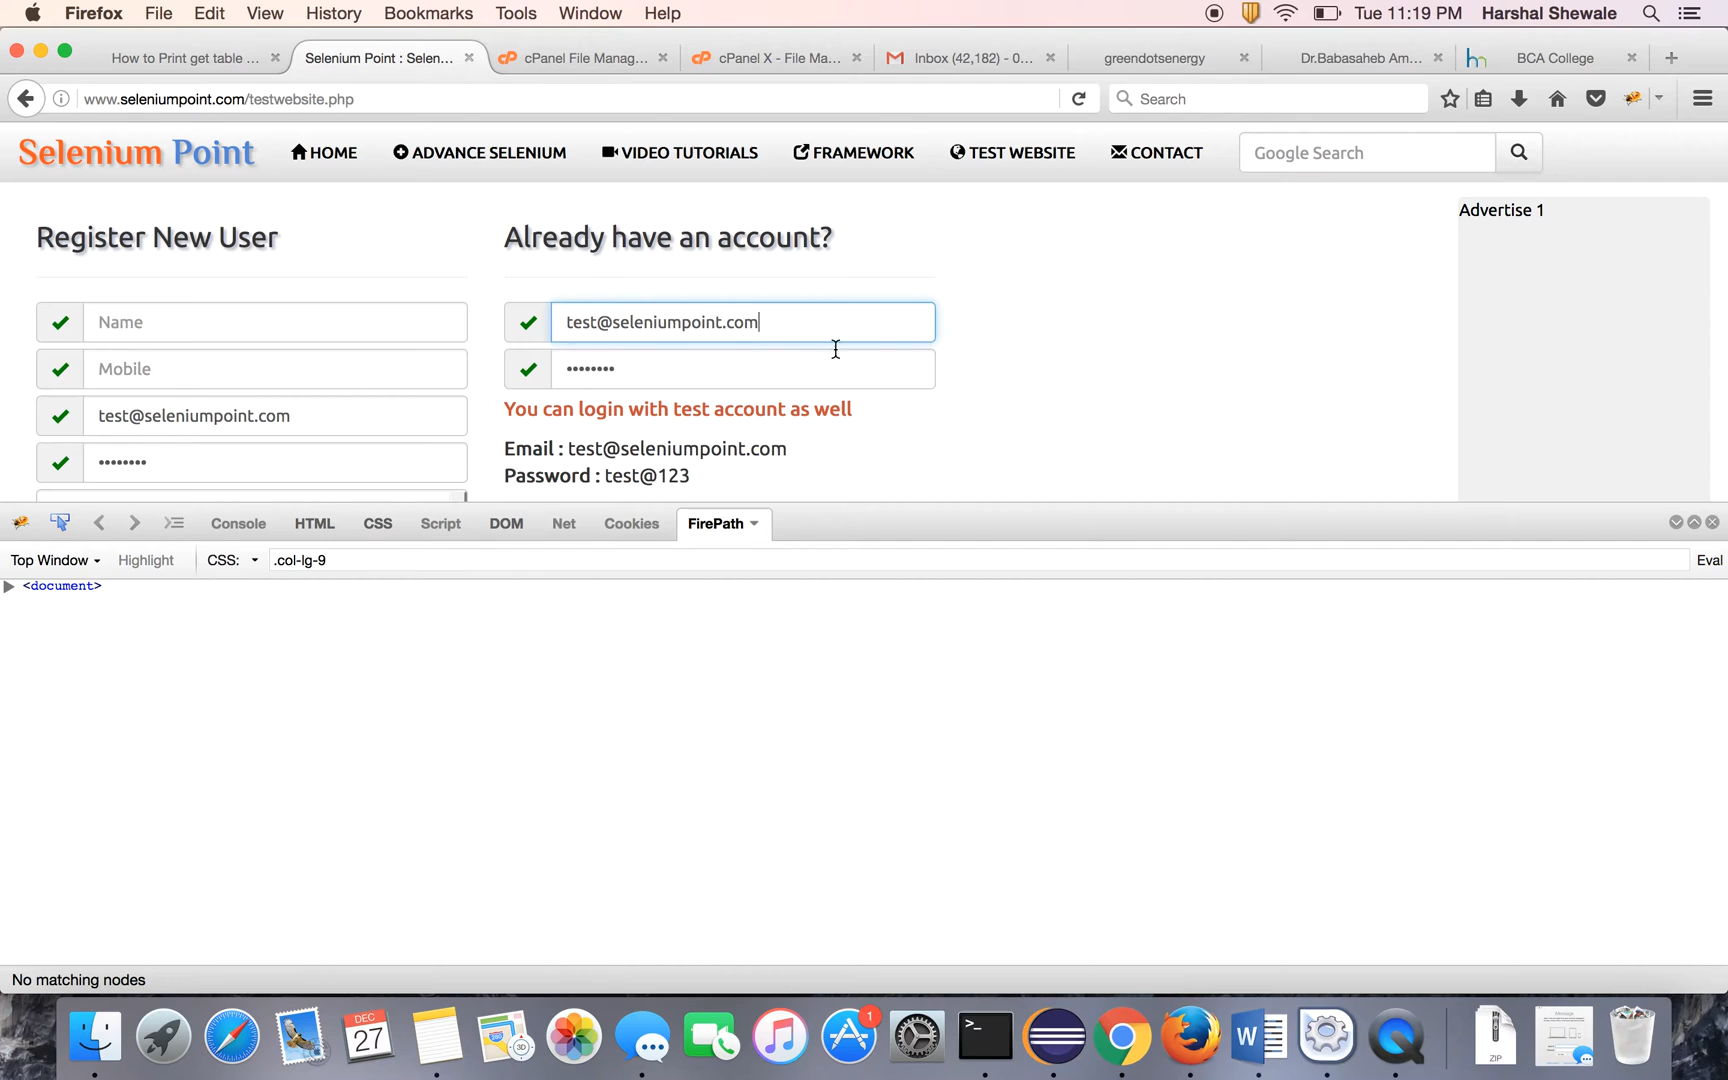 Firefox File Edit View History Bookmarks Tools Window Help Tue 11:19 PM Harshal Shewale
How to Print get table ... Selenium Point : Selen... cPanel File Manag... cPanel X - File Ma... Inbox (42,182) - 0... greendotsenergy Dr.Babasaheb Am... BCA College
www.seleniumpoint.com/testwebsite.php Search
Selenium Point HOME ADVANCE SELENIUM VIDEO TUTORIALS FRAMEWORK TEST WEBSITE CONTACT Google Search
Advertise 1
Register New User Already have an account?
Name test@seleniumpoint.com
Mobile ••••••••
test@seleniumpoint.com You can login with test account as well
Email : test@seleniumpoint.com
•••••••• Password : test@123
Console HTML CSS Script DOM Net Cookies FirePath
Top Window Highlight CSS: .col-lg-9 Eval
<document>
No matching nodes
DEC
27
3D
1
>_
W
ZIP
iMessage